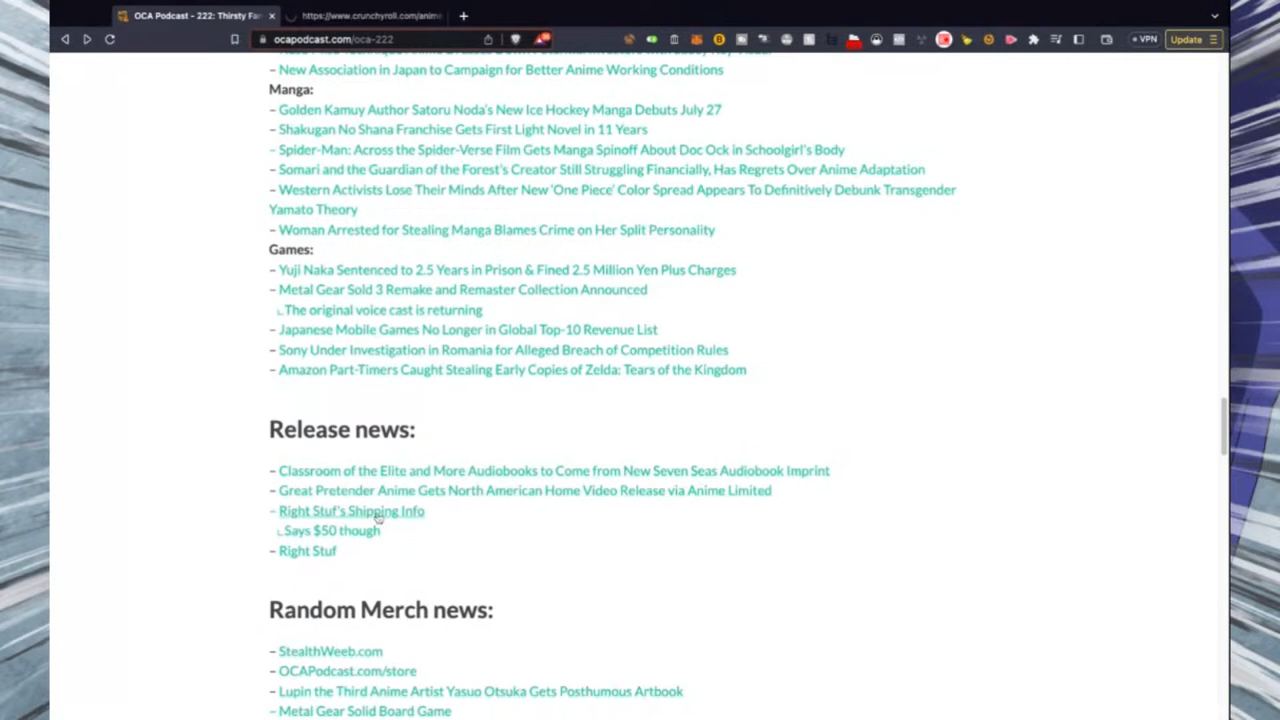 OCA Podcast - 222: Thirsty Fan
https://www.crunchyroll.com/anime
ocapodcast.com/oca-222
VPN
Update
– New Association in Japan to Campaign for Better Anime Working Conditions
Manga:
– Golden Kamuy Author Satoru Noda's New Ice Hockey Manga Debuts July 27
– Shakugan No Shana Franchise Gets First Light Novel in 11 Years
– Spider-Man: Across the Spider-Verse Film Gets Manga Spinoff About Doc Ock in Schoolgirl's Body
– Somari and the Guardian of the Forest's Creator Still Struggling Financially, Has Regrets Over Anime Adaptation
– Western Activists Lose Their Minds After New 'One Piece' Color Spread Appears To Definitively Debunk Transgender
Yamato Theory
– Woman Arrested for Stealing Manga Blames Crime on Her Split Personality
Games:
– Yuji Naka Sentenced to 2.5 Years in Prison & Fined 2.5 Million Yen Plus Charges
– Metal Gear Sold 3 Remake and Remaster Collection Announced
∟The original voice cast is returning
– Japanese Mobile Games No Longer in Global Top-10 Revenue List
– Sony Under Investigation in Romania for Alleged Breach of Competition Rules
– Amazon Part-Timers Caught Stealing Early Copies of Zelda: Tears of the Kingdom
Release news:
– Classroom of the Elite and More Audiobooks to Come from New Seven Seas Audiobook Imprint
– Great Pretender Anime Gets North American Home Video Release via Anime Limited
– Right Stuf's Shipping Info
∟Says $50 though
– Right Stuf
Random Merch news:
– StealthWeeb.com
– OCAPodcast.com/store
– Lupin the Third Anime Artist Yasuo Otsuka Gets Posthumous Artbook
– Metal Gear Solid Board Game